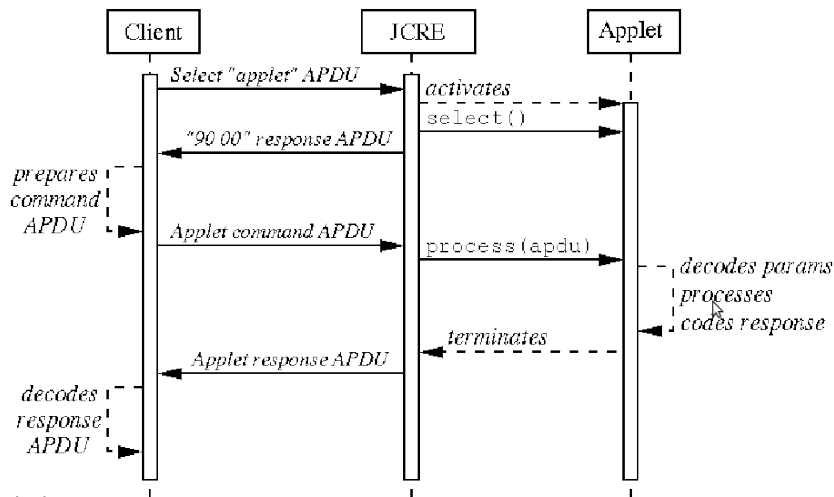 Client
JCRE
Applet
Select "applet" APDU
activates
select()
"90 00" response APDU
prepares
command
APDU
Applet command APDU
process(apdu)
decodes params
processes
codes response
terminates
Applet response APDU
decodes
response
APDU